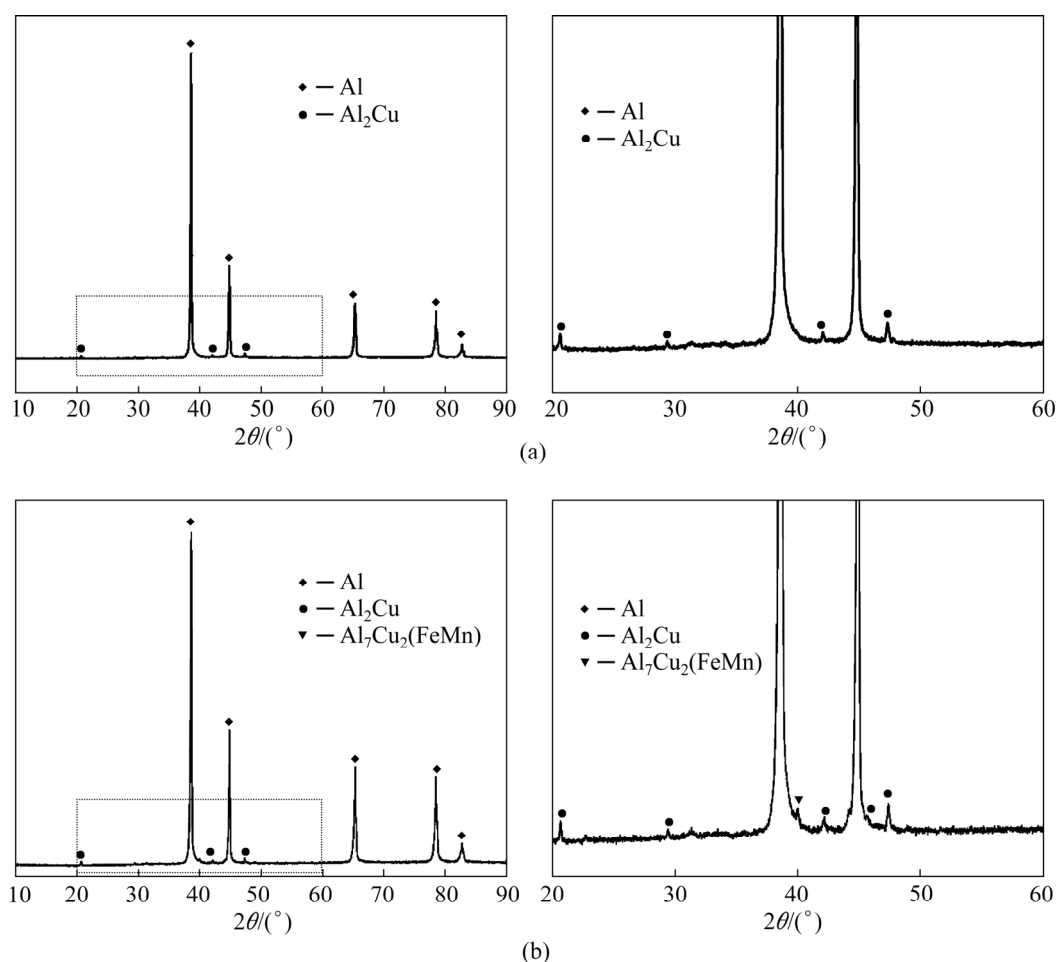 ◆ — Al
● — Al₂Cu
10 20 30 40 50 60 70 80 90
2θ/(˚)
◆ — Al
● — Al₂Cu
20 30 40 50 60
2θ/(˚)
(a)
◆ — Al
● — Al₂Cu
▼ — Al₇Cu₂(FeMn)
10 20 30 40 50 60 70 80 90
2θ/(˚)
◆ — Al
● — Al₂Cu
▼ — Al₇Cu₂(FeMn)
20 30 40 50 60
2θ/(˚)
(b)